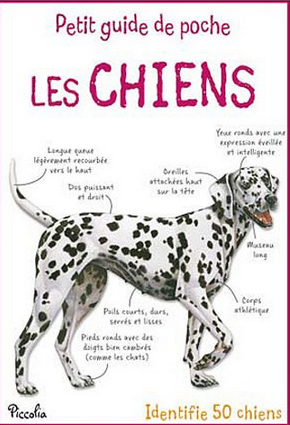 Petit guide de poche
LES CHIENS
Yeux ronds avec une
expression éveillée
et intelligente
Longue queue
légèrement recourbée
vers le haut
Oreilles
attachées haut
sur la tête
Dos puissant
et droit
Museau
long
Corps
athlétique
Poils courts, durs,
serrés et lisses
Pieds ronds avec des
doigts bien cambrés
(comme les chats)
Piccolia
Identifie 50 chiens